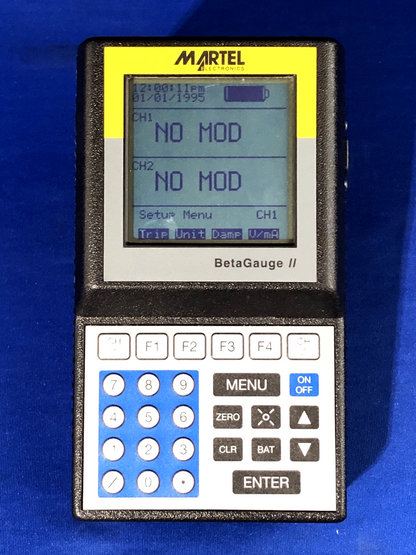 MARTEL
ELECTRONICS
12:00:11pm
01/01/1995
CH1
NO MOD
CH2
NO MOD
Setup Menu CH1
Trip Unit Damp V/mA
BetaGauge II
CH F1 F2 F3 F4 CH
7 8 9 MENU ON OFF
4 5 6 ZERO
1 2 3 CLR BAT
/ 0 • ENTER